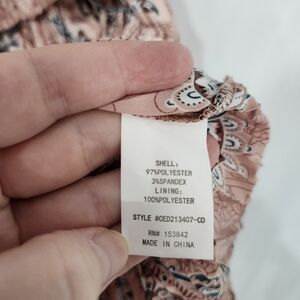 SHELL:
97%POLYESTER
3%SPANDEX
LINING:
100%POLYESTER
STYLE #CED213407-CD
RN# 153842
MADE IN CHINA